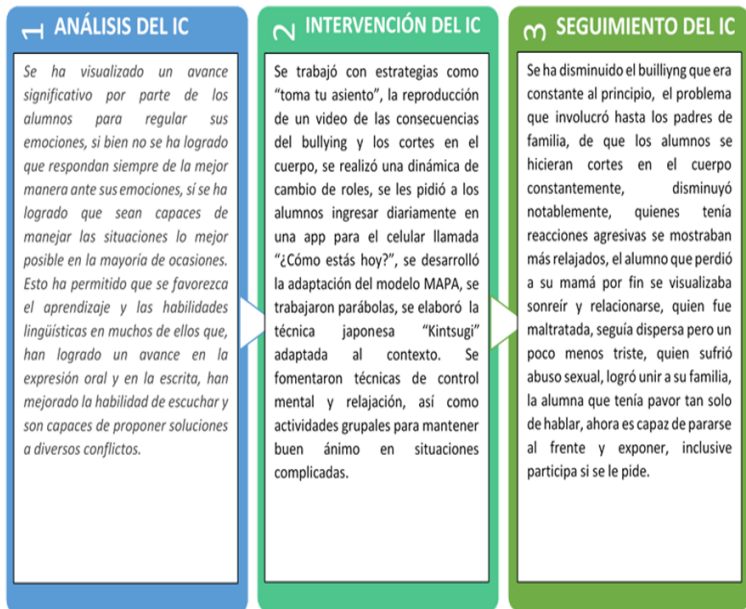 1 ANÁLISIS DEL IC
Se ha visualizado un avance
significativo por parte de los
alumnos para regular sus
emociones, si bien no se ha logrado
que respondan siempre de la mejor
manera ante sus emociones, sí se ha
logrado que sean capaces de
manejar las situaciones lo mejor
posible en la mayoría de ocasiones.
Esto ha permitido que se favorezca
el aprendizaje y las habilidades
lingüísticas en muchos de ellos que,
han logrado un avance en la
expresión oral y en la escrita, han
mejorado la habilidad de escuchar y
son capaces de proponer soluciones
a diversos conflictos.
2 INTERVENCIÓN DEL IC
Se trabajó con estrategias como
“toma tu asiento”, la reproducción
de un video de las consecuencias
del bullying y los cortes en el
cuerpo, se realizó una dinámica de
cambio de roles, se les pidió a los
alumnos ingresar diariamente en
una app para el celular llamada
“¿Cómo estás hoy?”, se desarrolló
la adaptación del modelo MAPA, se
trabajaron parábolas, se elaboró la
técnica japonesa “Kintsugi”
adaptada al contexto. Se
fomentaron técnicas de control
mental y relajación, así como
actividades grupales para mantener
buen ánimo en situaciones
complicadas.
3 SEGUIMIENTO DEL IC
Se ha disminuido el builliyng que era
constante al principio, el problema
que involucró hasta los padres de
familia, de que los alumnos se
hicieran cortes en el cuerpo
constantemente, disminuyó
notablemente, quienes tenía
reacciones agresivas se mostraban
más relajados, el alumno que perdió
a su mamá por fin se visualizaba
sonreír y relacionarse, quien fue
maltratada, seguía dispersa pero un
poco menos triste, quien sufrió
abuso sexual, logró unir a su familia,
la alumna que tenía pavor tan solo
de hablar, ahora es capaz de pararse
al frente y exponer, inclusive
participa si se le pide.